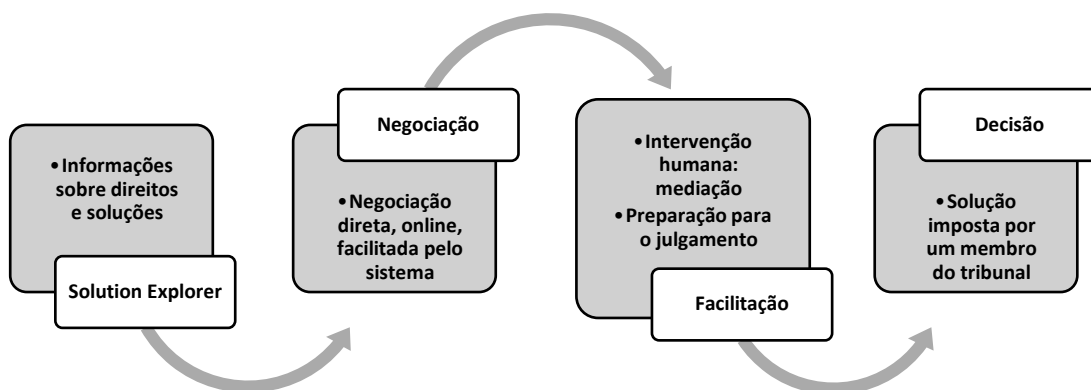 •Informações
sobre direitos
e soluções
Solution Explorer
Negociação
•Negociação
direta, online,
facilitada pelo
sistema
•Intervenção
humana:
mediação
•Preparação para
o julgamento
Facilitação
Decisão
•Solução
imposta por
um membro
do tribunal